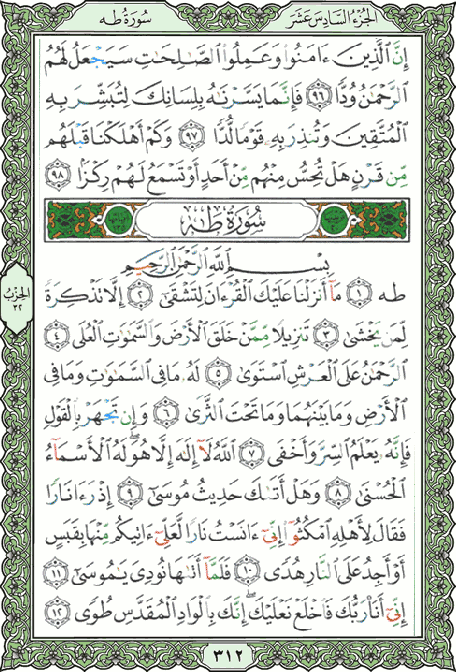 الجزء السادس عشر
سورة طه
إِنَّ ٱلَّذِينَ ءَامَنُوا۟ وَعَمِلُوا۟ ٱلصَّـٰلِحَـٰتِ سَيَجْعَلُ لَهُمُ
ٱلرَّحْمَـٰنُ وُدًّا ۝٩٦ فَإِنَّمَا يَسَّرْنَـٰهُ بِلِسَانِكَ لِتُبَشِّرَ بِهِ
ٱلْمُتَّقِينَ وَتُنذِرَ بِهِۦ قَوْمًا لُّدًّا ۝٩٧ وَكَمْ أَهْلَكْنَا قَبْلَهُم
مِّن قَرْنٍ هَلْ تُحِسُّ مِنْهُم مِّنْ أَحَدٍ أَوْ تَسْمَعُ لَهُمْ رِكْزًۢا ۝٩٨
سُورَةُ طه
بِسْمِ ٱللَّهِ ٱلرَّحْمَـٰنِ ٱلرَّحِيمِ
طه ۝١ مَآ أَنزَلْنَا عَلَيْكَ ٱلْقُرْءَانَ لِتَشْقَىٰٓ ۝٢ إِلَّا تَذْكِرَةً
لِّمَن يَخْشَىٰ ۝٣ تَنزِيلًا مِّمَّنْ خَلَقَ ٱلْأَرْضَ وَٱلسَّمَـٰوَٰتِ ٱلْعُلَى ۝٤
ٱلرَّحْمَـٰنُ عَلَى ٱلْعَرْشِ ٱسْتَوَىٰ ۝٥ لَهُۥ مَا فِى ٱلسَّمَـٰوَٰتِ وَمَا فِى
ٱلْأَرْضِ وَمَا بَيْنَهُمَا وَمَا تَحْتَ ٱلثَّرَىٰ ۝٦ وَإِن تَجْهَرْ بِٱلْقَوْلِ
فَإِنَّهُۥ يَعْلَمُ ٱلسِّرَّ وَأَخْفَى ۝٧ ٱللَّهُ لَآ إِلَـٰهَ إِلَّا هُوَ ۖ لَهُ ٱلْأَسْمَآءُ
ٱلْحُسْنَىٰ ۝٨ وَهَلْ أَتَىٰكَ حَدِيثُ مُوسَىٰٓ ۝٩ إِذْ رَءَا نَارًا
فَقَالَ لِأَهْلِهِ ٱمْكُثُوٓا۟ إِنِّىٓ ءَانَسْتُ نَارًا لَّعَلِّىٓ ءَاتِيكُم مِّنْهَا بِقَبَسٍ
أَوْ أَجِدُ عَلَى ٱلنَّارِ هُدًى ۝١٠ فَلَمَّآ أَتَىٰهَا نُودِىَ يَـٰمُوسَىٰٓ ۝١١
إِنِّىٓ أَنَا۠ رَبُّكَ فَٱخْلَعْ نَعْلَيْكَ ۖ إِنَّكَ بِٱلْوَادِ ٱلْمُقَدَّسِ طُوًى ۝١٢
الحزب
٣٢
٣١٢